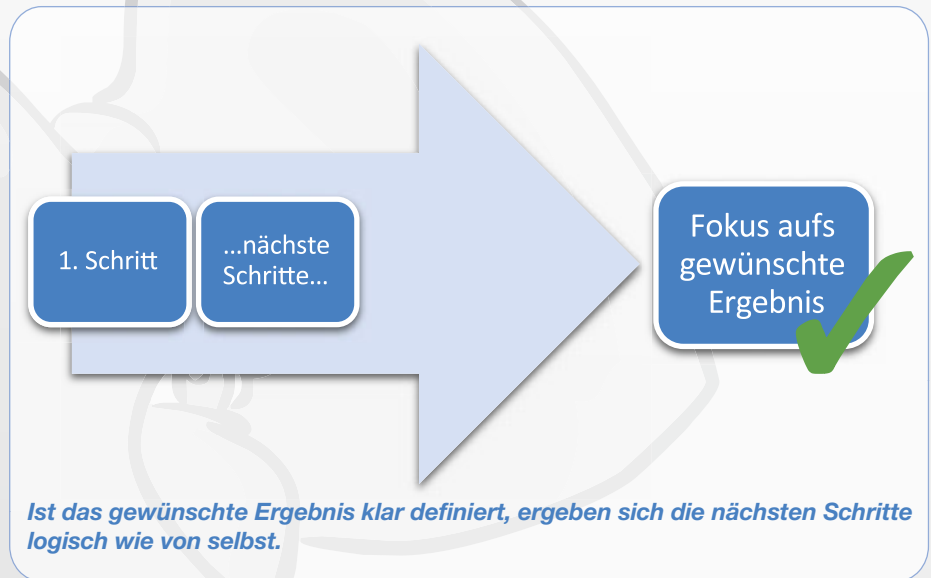 1. Schritt
...nächste
Schritte...
Fokus aufs
gewünschte
Ergebnis
Ist das gewünschte Ergebnis klar definiert, ergeben sich die nächsten Schritte
logisch wie von selbst.